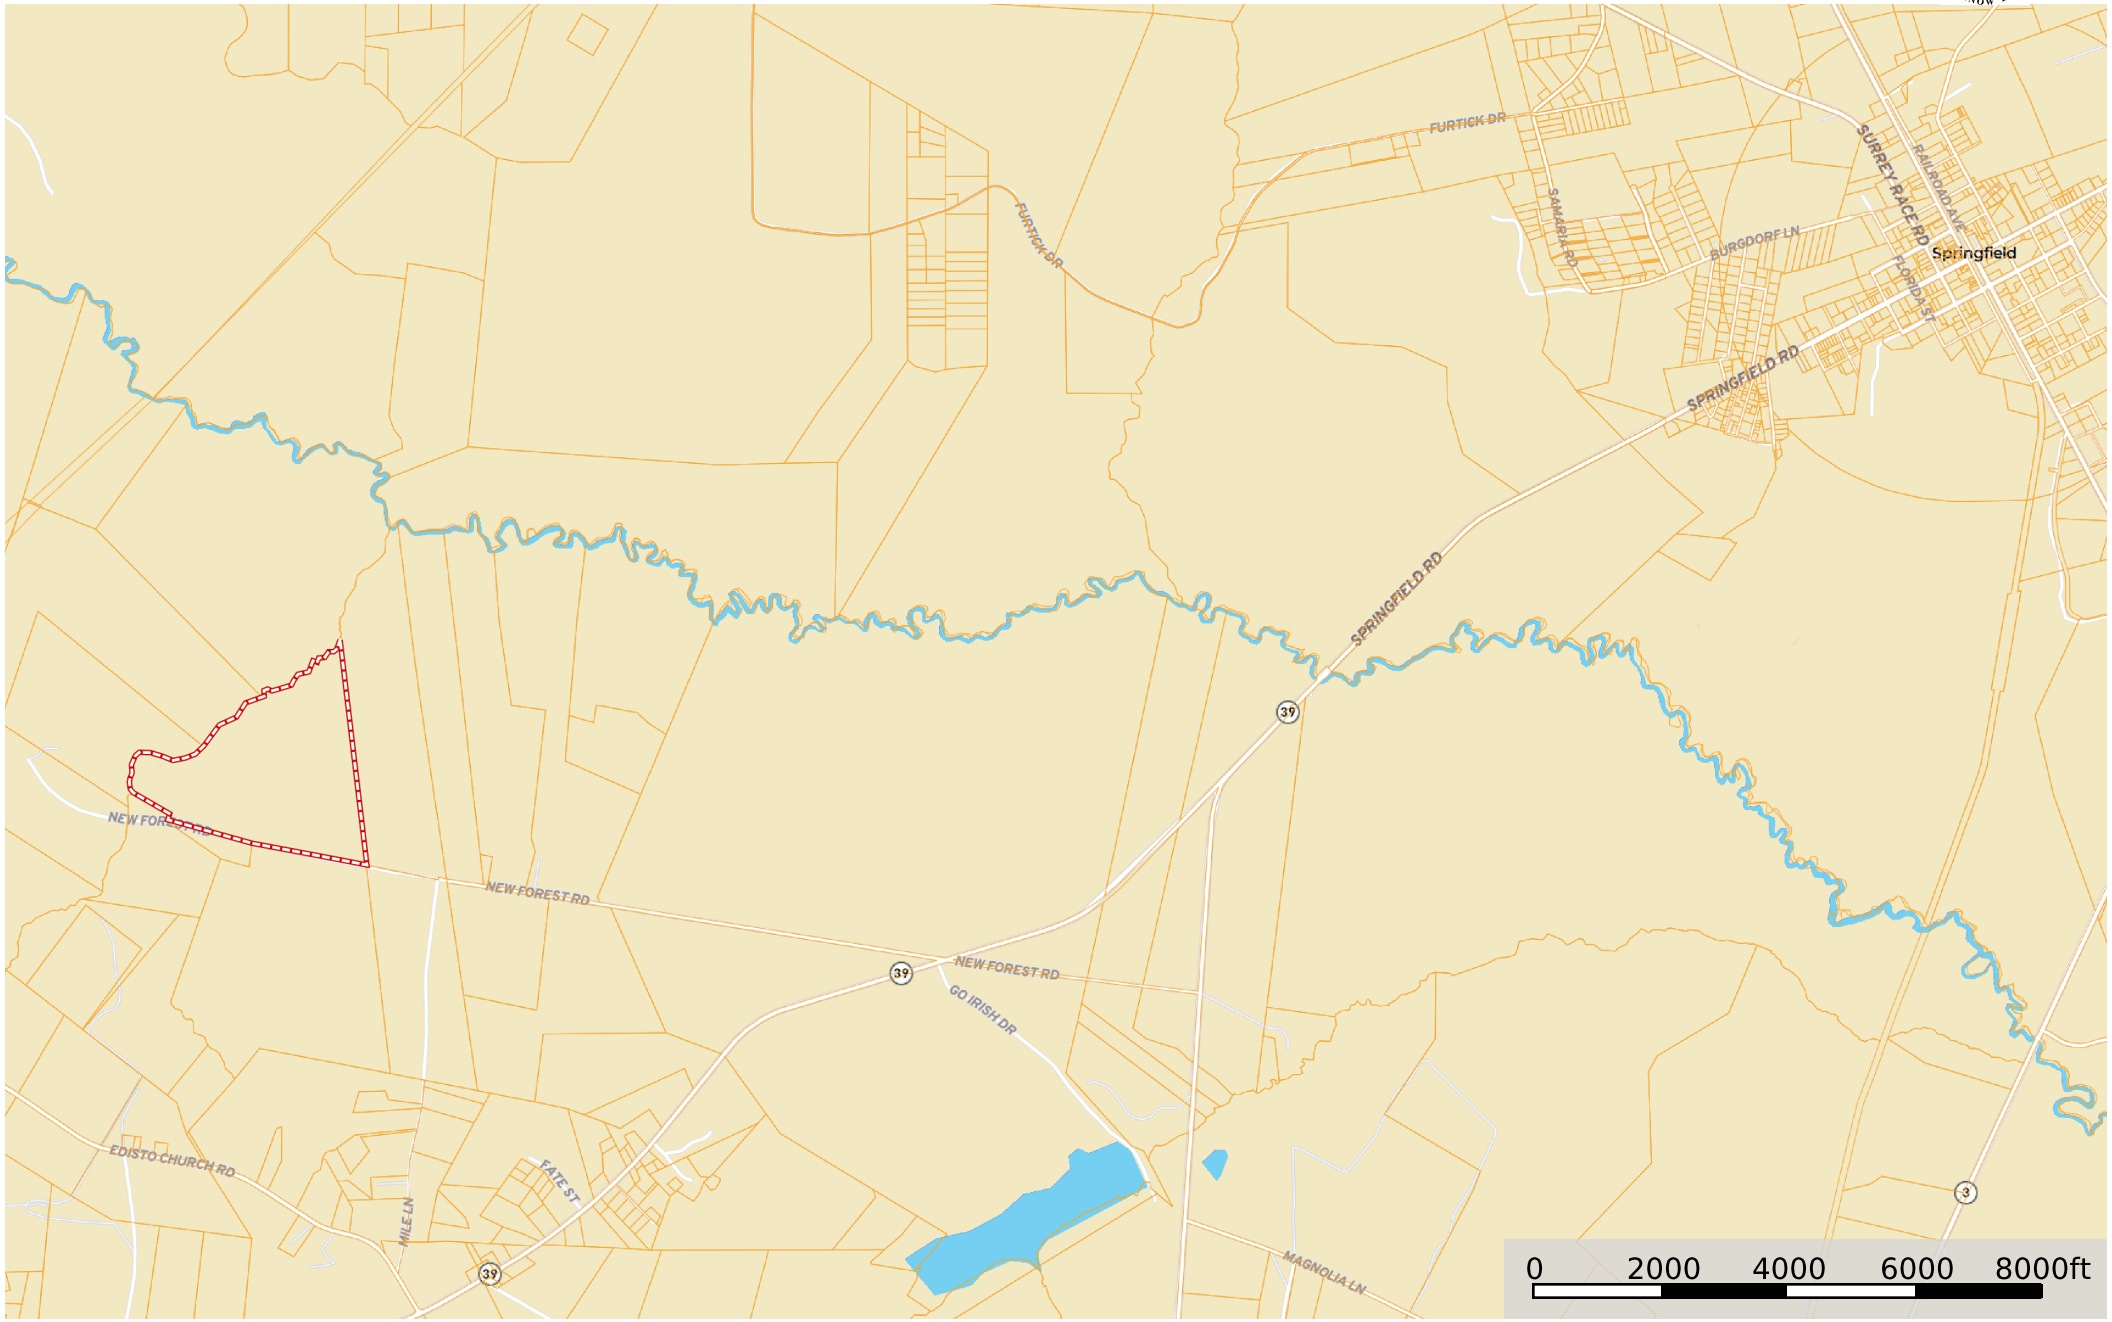 FURTICK DR
SURREY RACE RD
RAILROAD AVE
SAMARIA RD
FURTICK DR
BURGDORF LN
Springfield
FLORIDA ST
SPRINGFIELD RD
SPRINGFIELD RD
39
NEW FOREST RD
NEW FOREST RD
39
NEW FOREST RD
GO IRISH DR
EDISTO CHURCH RD
FATE ST
MILE LN
3
39
MAGNOLIA LN
0 2000 4000 6000 8000ft